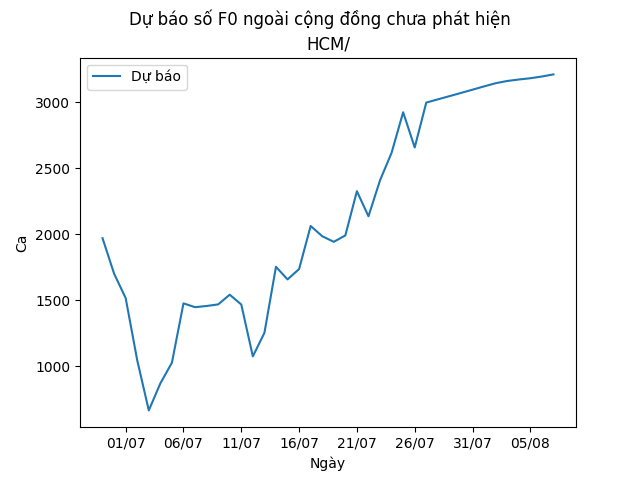 Dự báo số F0 ngoài cộng đồng chưa phát hiện
HCM/
Dự báo
3000
2500
2000
1500
1000
Ca
01/07 06/07 11/07 16/07 21/07 26/07 31/07 05/08
Ngày